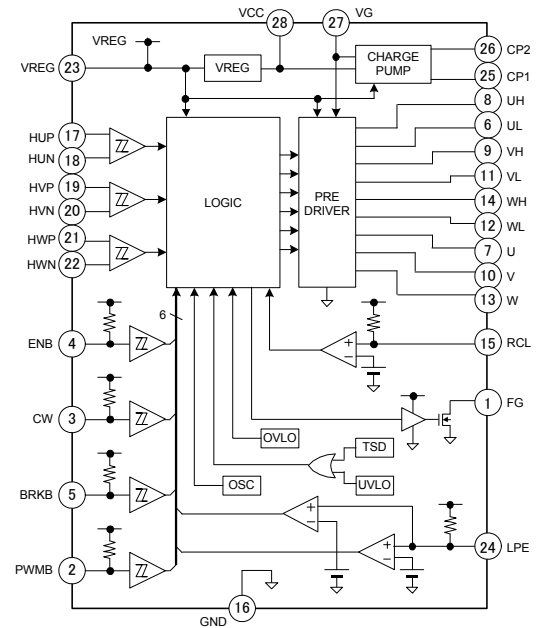 VCC
VG
28
27
VREG
VREG
23
VREG
CHARGE
PUMP
26
CP2
25
CP1
8
UH
6
UL
9
VH
11
VL
14
WH
12
WL
7
U
10
V
13
W
HUP
17
HUN
18
HVP
19
HVN
20
HWP
21
HWN
22
LOGIC
PRE
DRIVER
6
ENB
4
CW
3
BRKB
5
PWMB
2
+
−
15
RCL
1
FG
OVLO
TSD
OSC
UVLO
+
−
+
−
24
LPE
16
GND